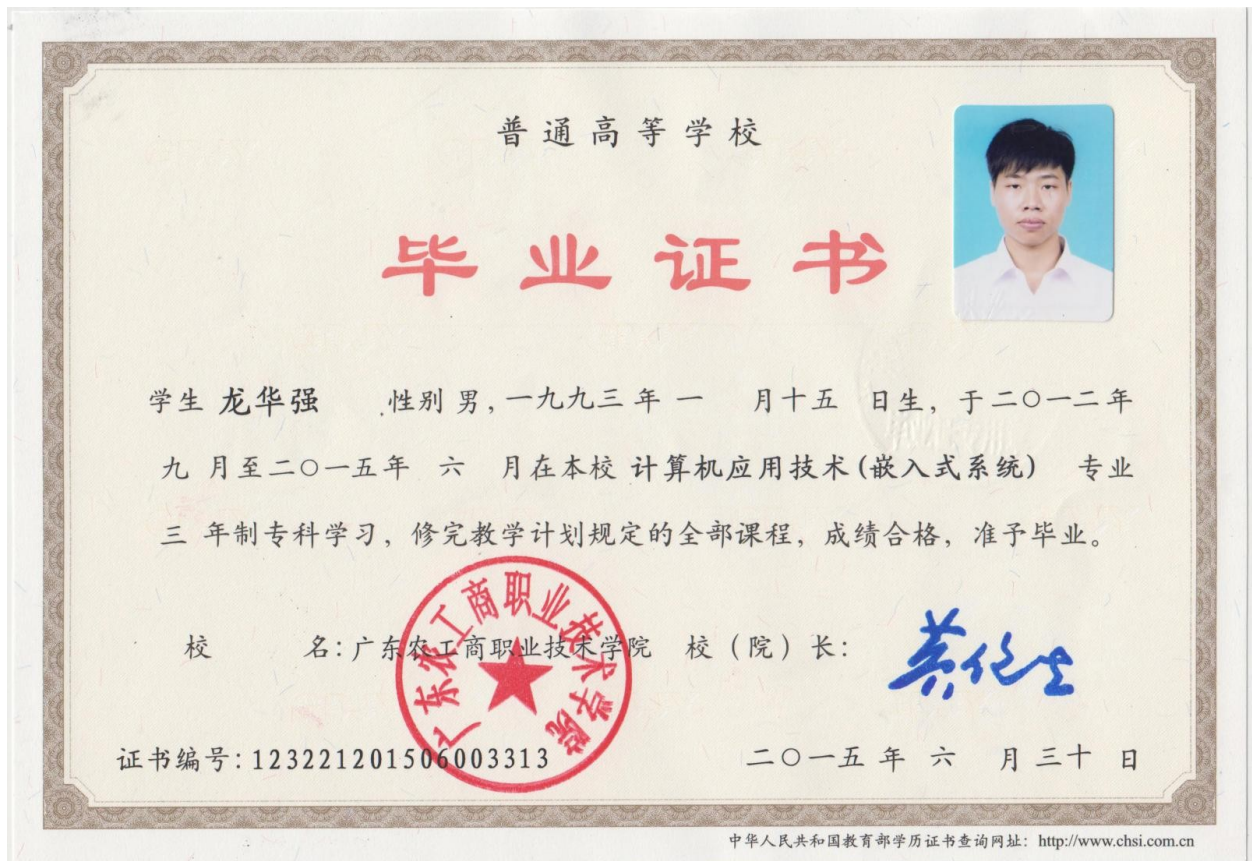 普通高等学校
毕业证书
学生 龙华强 性别 男，一九九三 年 一 月十五 日生，于二〇一二年
九 月至二〇一五年 六 月在本校 计算机应用技术(嵌入式系统) 专业
三 年制专科学习，修完教学计划规定的全部课程，成绩合格，准予毕业。
广东农工商职业技术学院
校 名：广东农工商职业技术学院 校（院）长：
证书编号：123221201506003313 二〇一五 年 六 月 三十 日
中华人民共和国教育部学历证书查询网址：http://www.chsi.com.cn